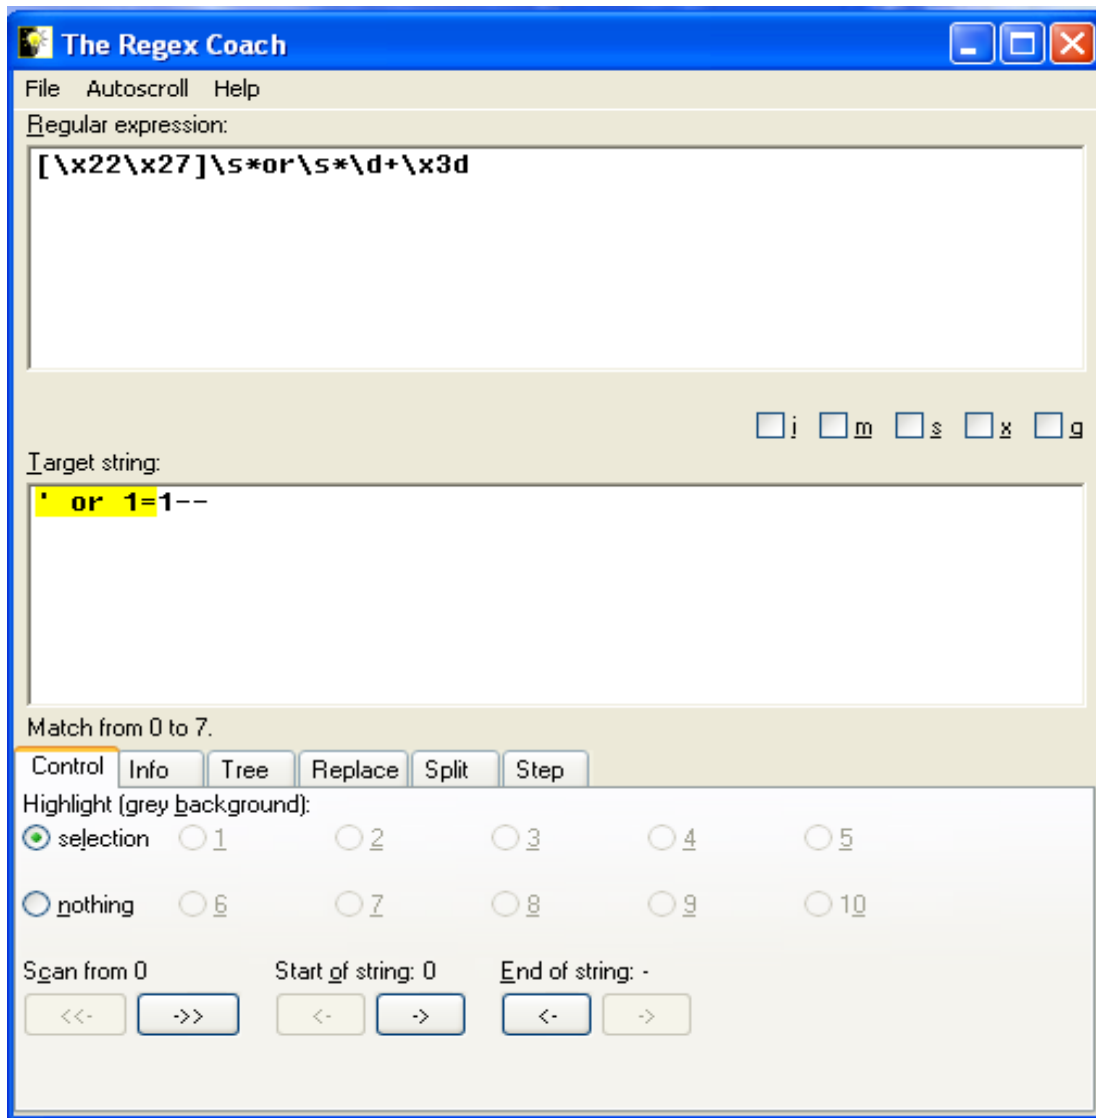 The Regex Coach
File Autoscroll Help
Regular expression:
[\x22\x27]\s*or\s*\d+\x3d
i m s x g
Target string:
' or 1=1--
Match from 0 to 7.
Control Info Tree Replace Split Step
Highlight (grey background):
selection 1 2 3 4 5
nothing 6 7 8 9 10
Scan from 0 Start of string: 0 End of string: -
<<- ->> <- -> <- ->